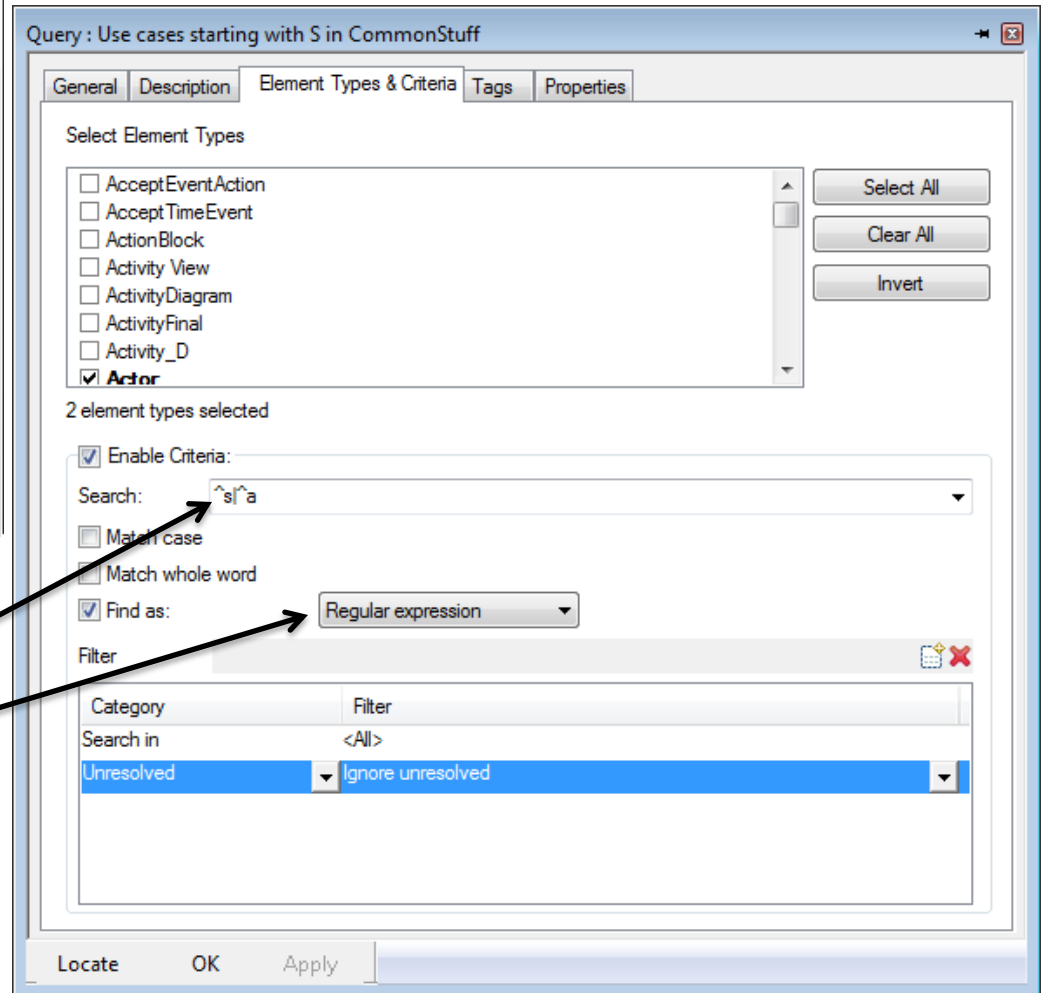 Query : Use cases starting with S in CommonStuff
General Description Element Types & Criteria Tags Properties
Select Element Types
AcceptEventAction
AcceptTimeEvent
ActionBlock
Activity View
ActivityDiagram
ActivityFinal
Activity_D
Actor
Select All
Clear All
Invert
2 element types selected
Enable Criteria:
Search: ^s|^a
Match case
Match whole word
Find as: Regular expression
Filter
Category Filter
Search in <All>
Unresolved Ignore unresolved
Locate OK Apply